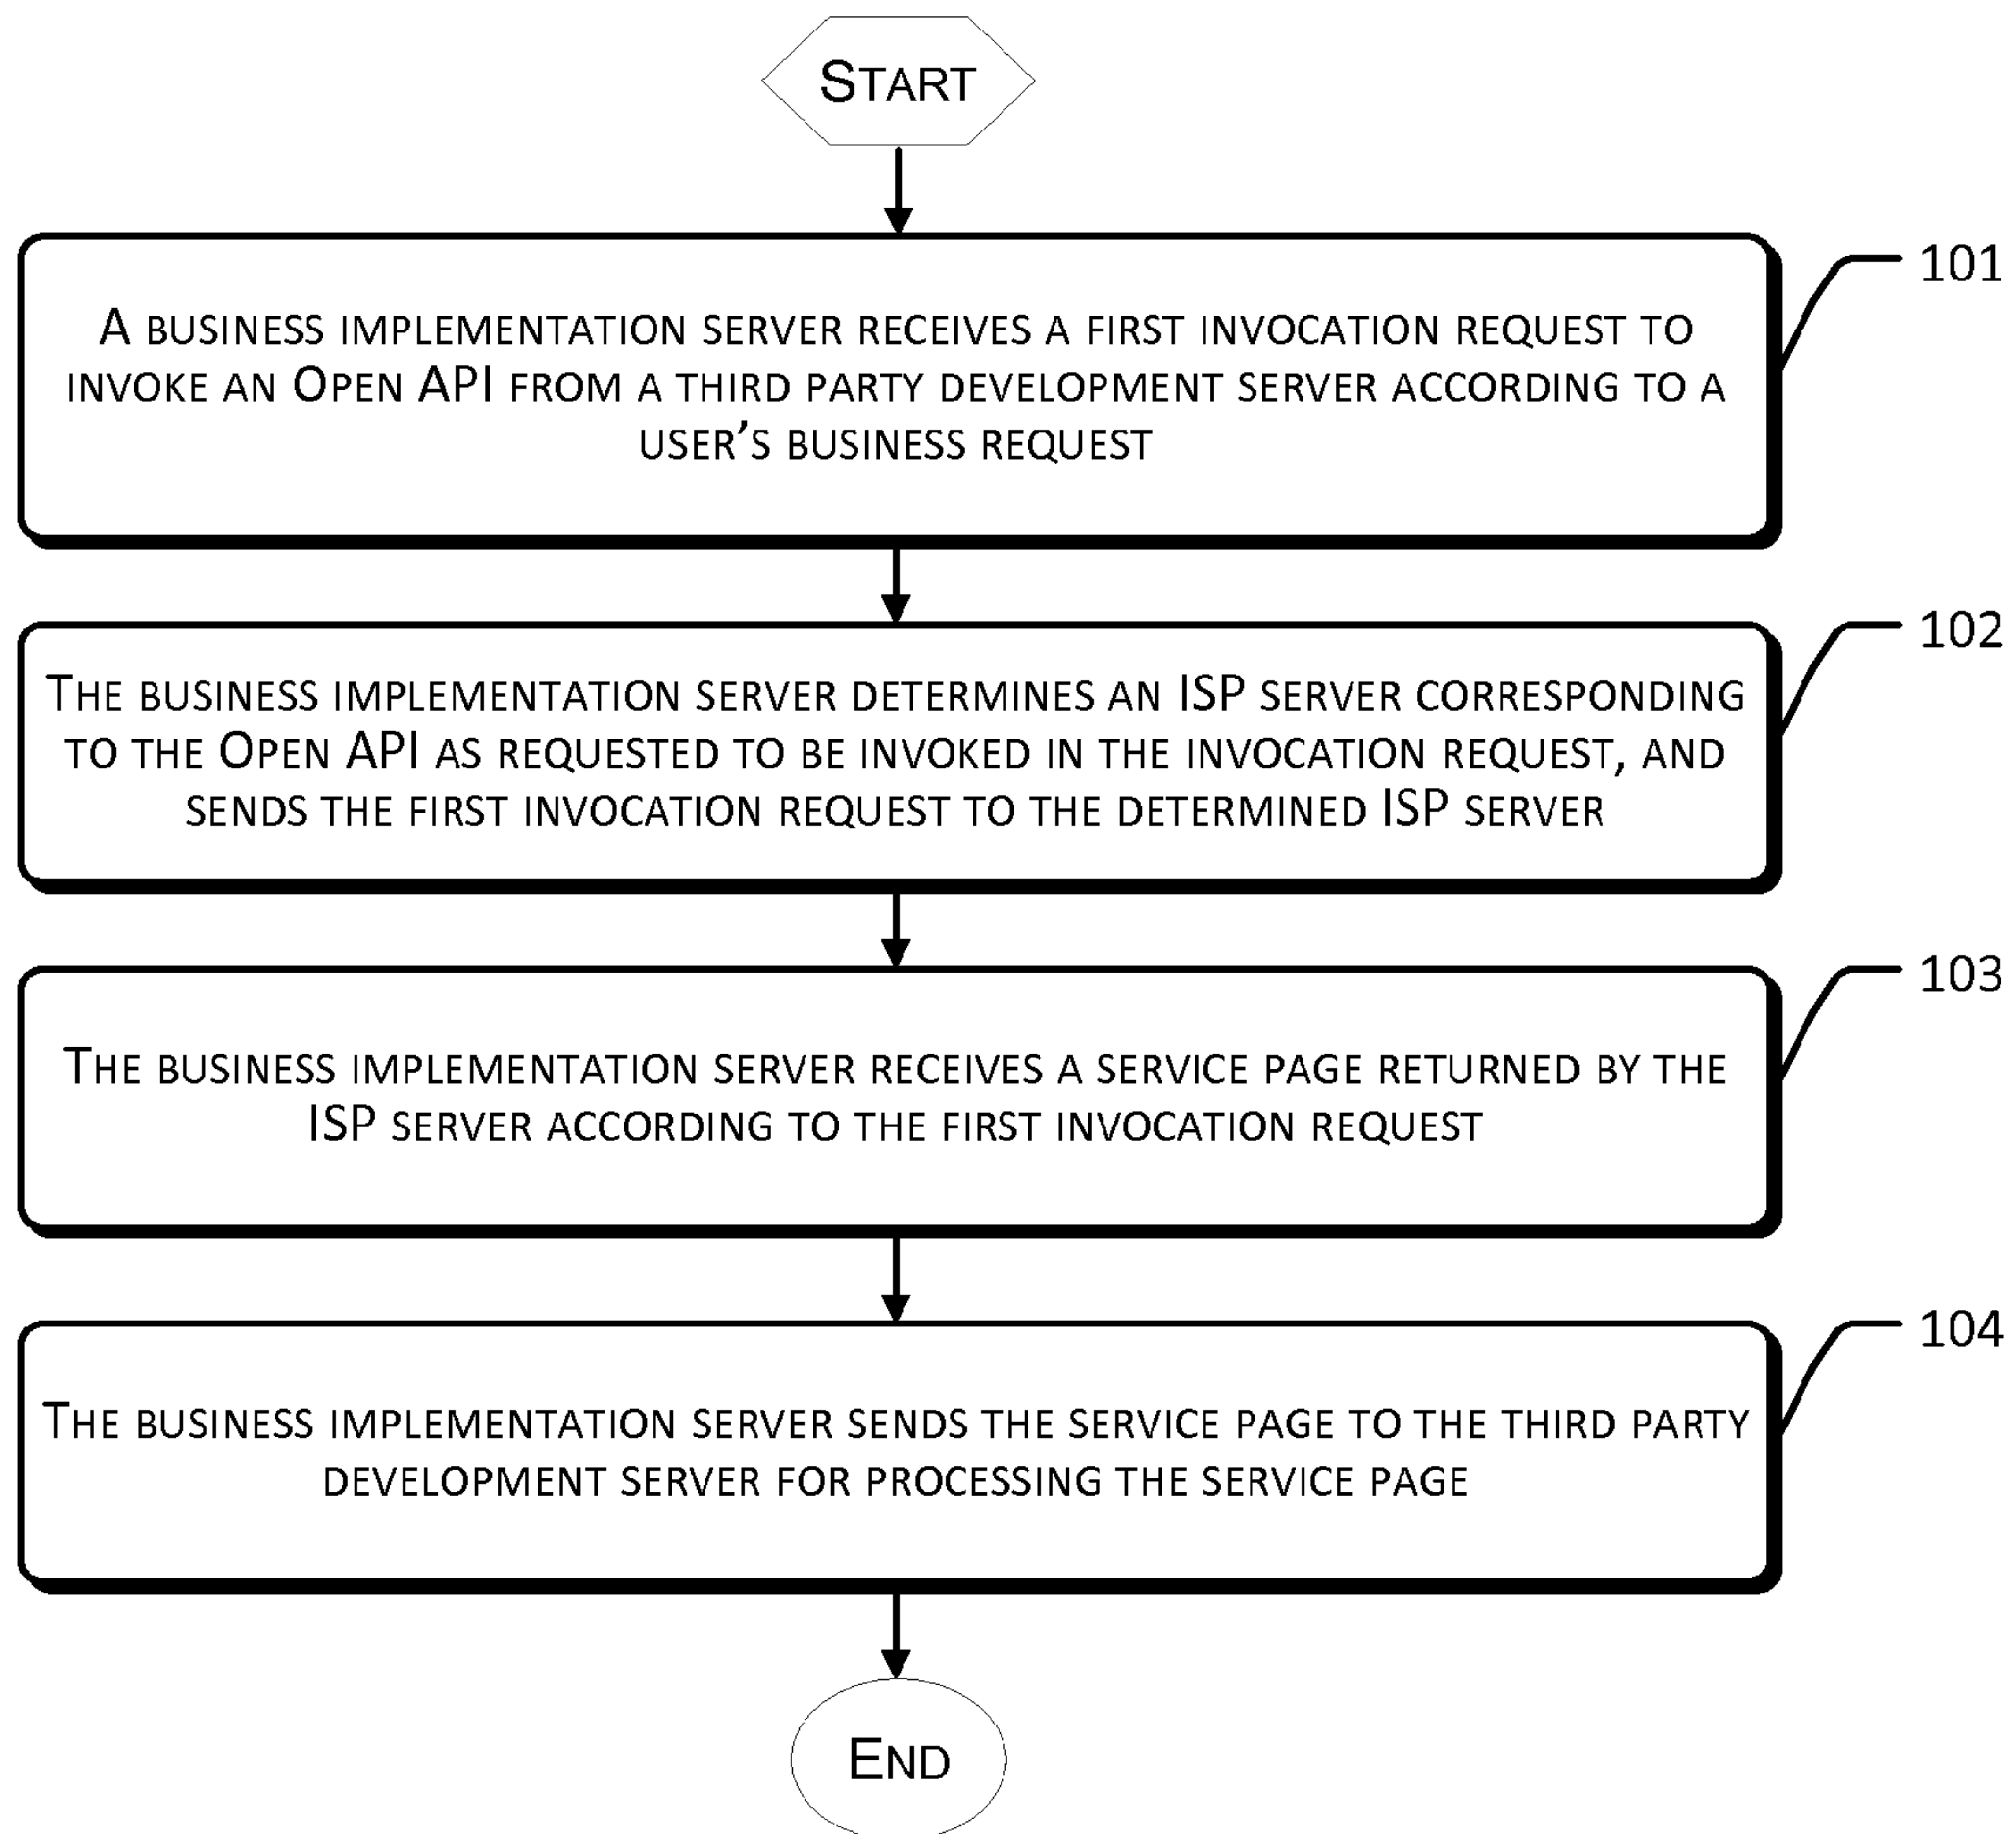 START
A BUSINESS IMPLEMENTATION SERVER RECEIVES A FIRST INVOCATION REQUEST TO
INVOKE AN OPEN API FROM A THIRD PARTY DEVELOPMENT SERVER ACCORDING TO A
USER'S BUSINESS REQUEST
101
THE BUSINESS IMPLEMENTATION SERVER DETERMINES AN ISP SERVER CORRESPONDING
TO THE OPEN API AS REQUESTED TO BE INVOKED IN THE INVOCATION REQUEST, AND
SENDS THE FIRST INVOCATION REQUEST TO THE DETERMINED ISP SERVER
102
THE BUSINESS IMPLEMENTATION SERVER RECEIVES A SERVICE PAGE RETURNED BY THE
ISP SERVER ACCORDING TO THE FIRST INVOCATION REQUEST
103
THE BUSINESS IMPLEMENTATION SERVER SENDS THE SERVICE PAGE TO THE THIRD PARTY
DEVELOPMENT SERVER FOR PROCESSING THE SERVICE PAGE
104
END